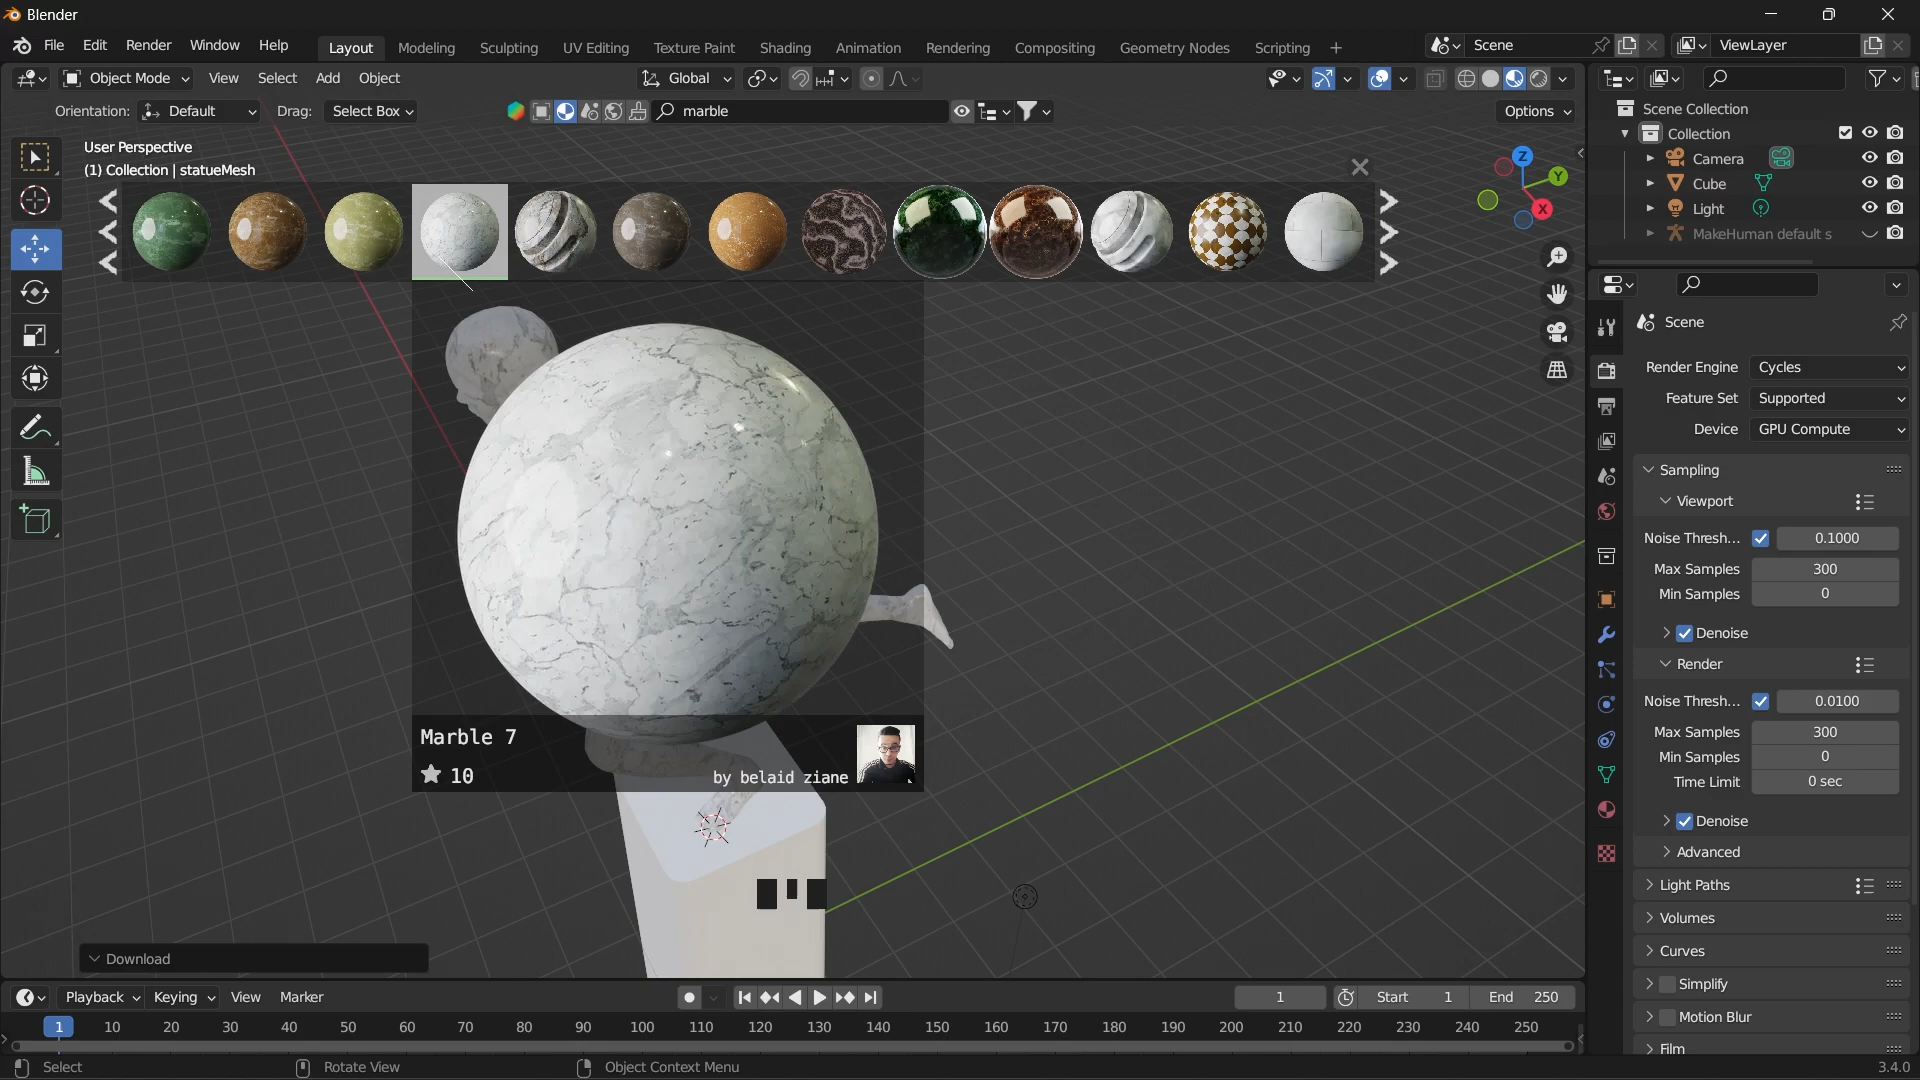 Blender
File Edit Render Window Help Layout Modeling Sculpting UV Editing Texture Paint Shading Animation Rendering Compositing Geometry Nodes Scripting + Scene ViewLayer
Object Mode View Select Add Object Global
Orientation: Default Drag: Select Box marble Options
User Perspective
(1) Collection | statueMesh
Z
Y
X
Scene Collection
Collection
Camera
Cube
Light
MakeHuman default s
Scene
Render Engine Cycles
Feature Set Supported
Device GPU Compute
Sampling
Viewport
Noise Thresh... 0.1000
Max Samples 300
Min Samples 0
Denoise
Render
Noise Thresh... 0.0100
Max Samples 300
Min Samples 0
Time Limit 0 sec
Denoise
Advanced
Light Paths
Volumes
Curves
Simplify
Motion Blur
Film
Marble 7
10
by belaid ziane
Download
Playback Keying View Marker 1 Start 1 End 250
1 10 20 30 40 50 60 70 80 90 100 110 120 130 140 150 160 170 180 190 200 210 220 230 240 250
Select Rotate View Object Context Menu 3.4.0